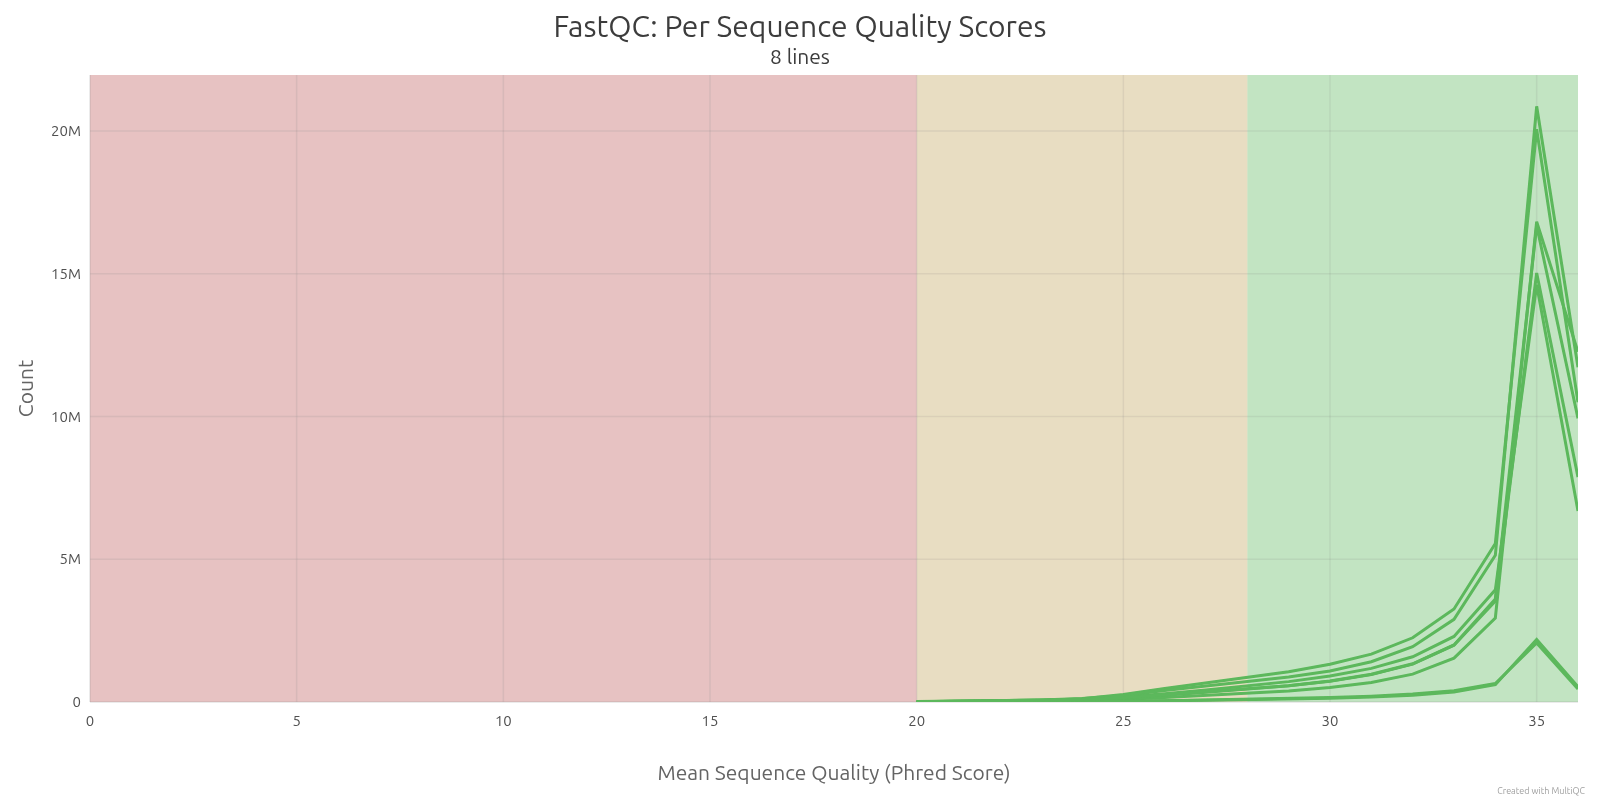 FastQC: Per Sequence Quality Scores
8 lines
20M
15M
10M
5M
0
Count
0 5 10 15 20 25 30 35
Mean Sequence Quality (Phred Score)
Created with MultiQC